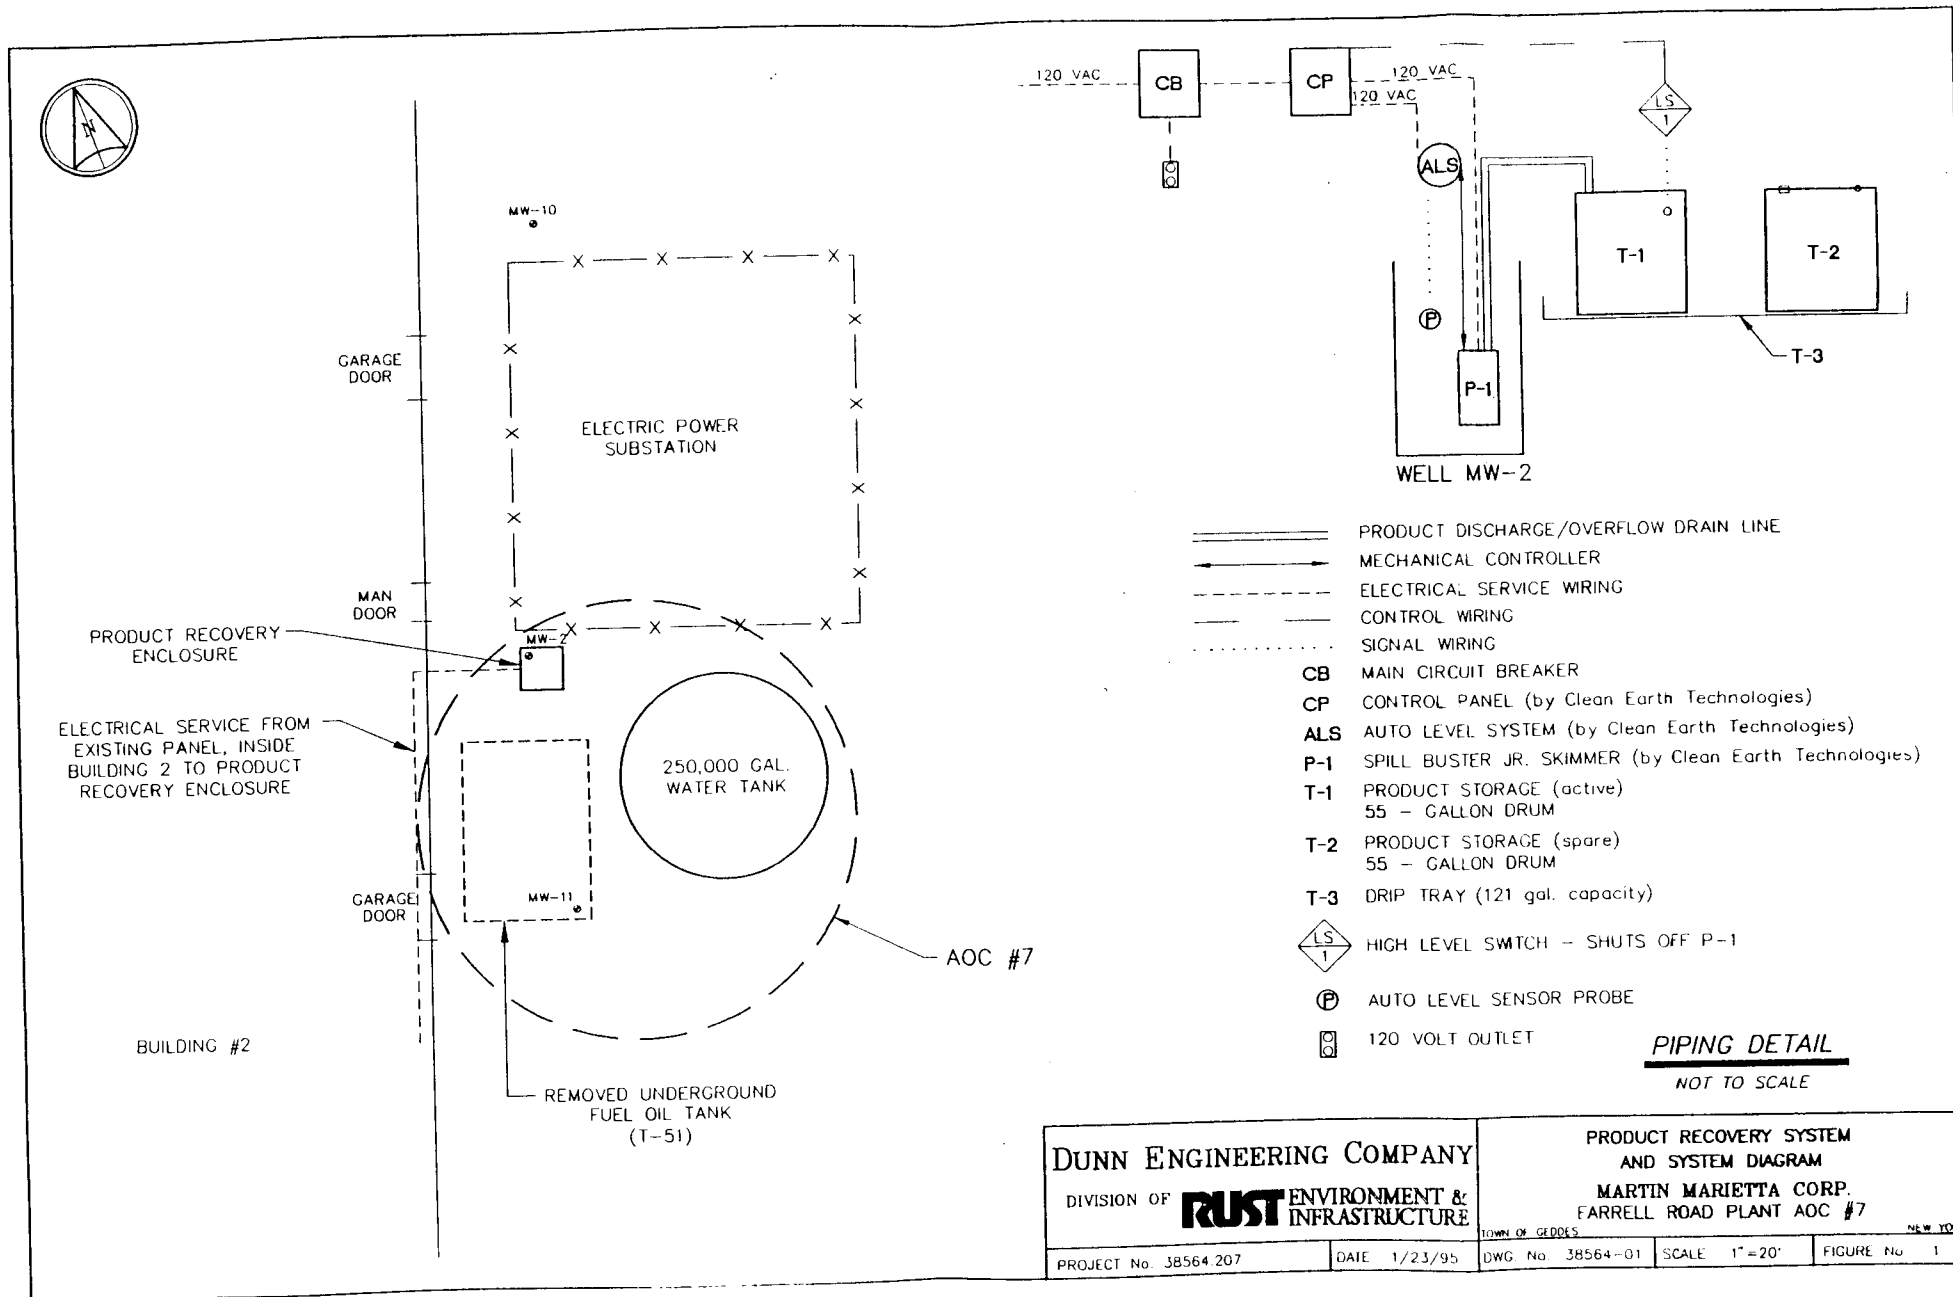 N
MW-10
GARAGE
DOOR
ELECTRIC POWER
SUBSTATION
MAN
DOOR
PRODUCT RECOVERY
ENCLOSURE
MW-2
ELECTRICAL SERVICE FROM
EXISTING PANEL, INSIDE
BUILDING 2 TO PRODUCT
RECOVERY ENCLOSURE
250,000 GAL.
WATER TANK
MW-11
GARAGE
DOOR
AOC #7
BUILDING #2
REMOVED UNDERGROUND
FUEL OIL TANK
(T-51)
120 VAC
CB
CP
120 VAC
120 VAC
LS
1
ALS
T-1
T-2
P
T-3
P-1
WELL MW-2
PRODUCT DISCHARGE/OVERFLOW DRAIN LINE
MECHANICAL CONTROLLER
ELECTRICAL SERVICE WIRING
CONTROL WIRING
SIGNAL WIRING
CB MAIN CIRCUIT BREAKER
CP CONTROL PANEL (by Clean Earth Technologies)
ALS AUTO LEVEL SYSTEM (by Clean Earth Technologies)
P-1 SPILL BUSTER JR. SKIMMER (by Clean Earth Technologies)
T-1 PRODUCT STORAGE (active)
55 - GALLON DRUM
T-2 PRODUCT STORAGE (spare)
55 - GALLON DRUM
T-3 DRIP TRAY (121 gal. capacity)
LS
1
HIGH LEVEL SWITCH - SHUTS OFF P-1
P AUTO LEVEL SENSOR PROBE
120 VOLT OUTLET
PIPING DETAIL
NOT TO SCALE
DUNN ENGINEERING COMPANY
DIVISION OF RUST ENVIRONMENT &
INFRASTRUCTURE
PRODUCT RECOVERY SYSTEM
AND SYSTEM DIAGRAM
MARTIN MARIETTA CORP.
FARRELL ROAD PLANT AOC #7
TOWN OF GEDDES NEW YO
PROJECT No. 38564.207 DATE 1/23/95 DWG. No. 38564-01 SCALE 1"=20' FIGURE No 1